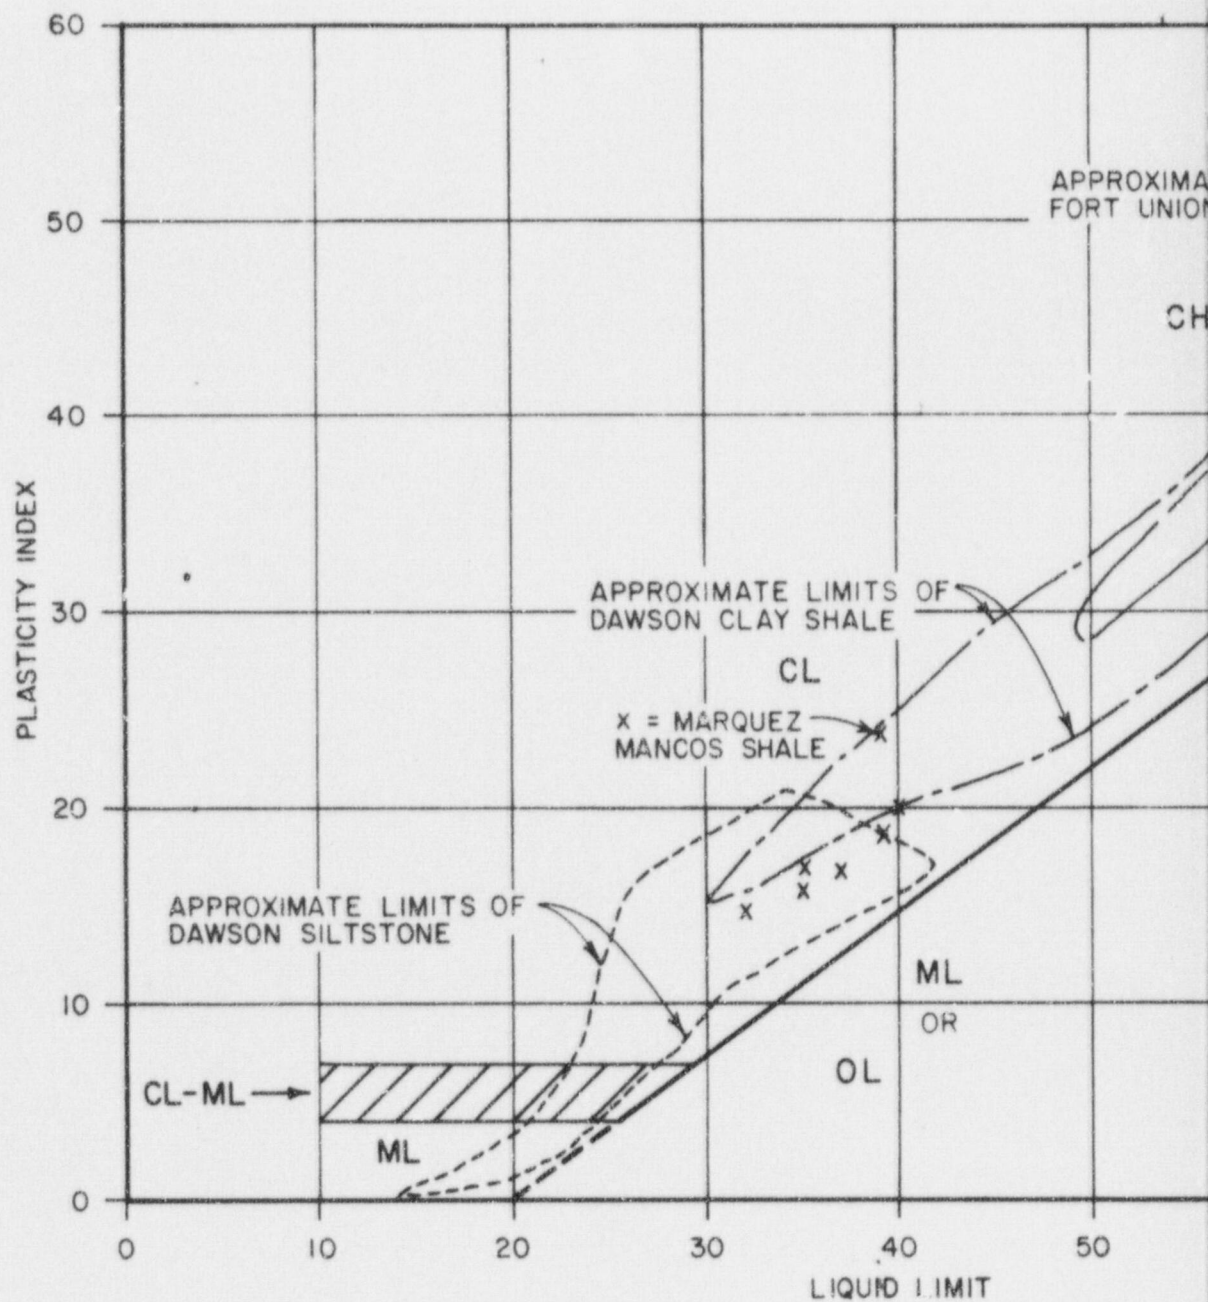 60
50
40
30
20
10
0
PLASTICITY INDEX
APPROXIMA
FORT UNION
CH
APPROXIMATE LIMITS OF
DAWSON CLAY SHALE
CL
X = MARQUEZ
MANCOS SHALE
APPROXIMATE LIMITS OF
DAWSON SILTSTONE
ML
OR
OL
CL-ML
ML
0
10
20
30
40
50
LIQUID LIMIT